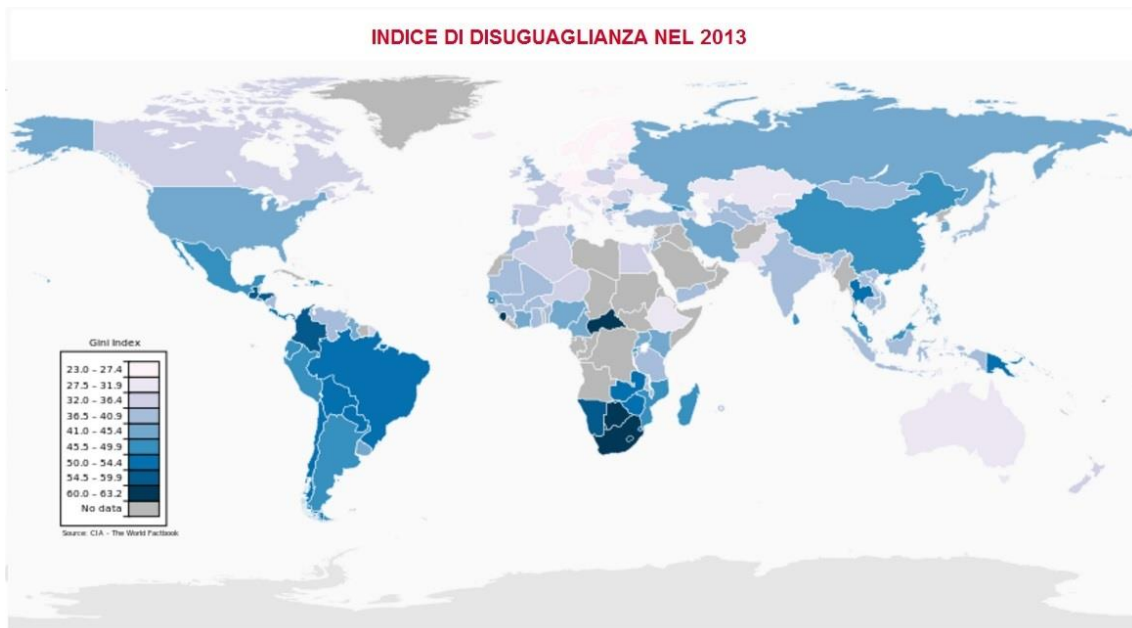 INDICE DI DISUGUAGLIANZA NEL 2013
Gini Index
23.0 – 27.4
27.5 – 31.9
32.0 – 36.4
36.5 – 40.9
41.0 – 45.4
45.5 – 49.9
50.0 – 54.4
54.5 – 59.9
60.0 – 63.2
No data
Source: CIA - The World Factbook